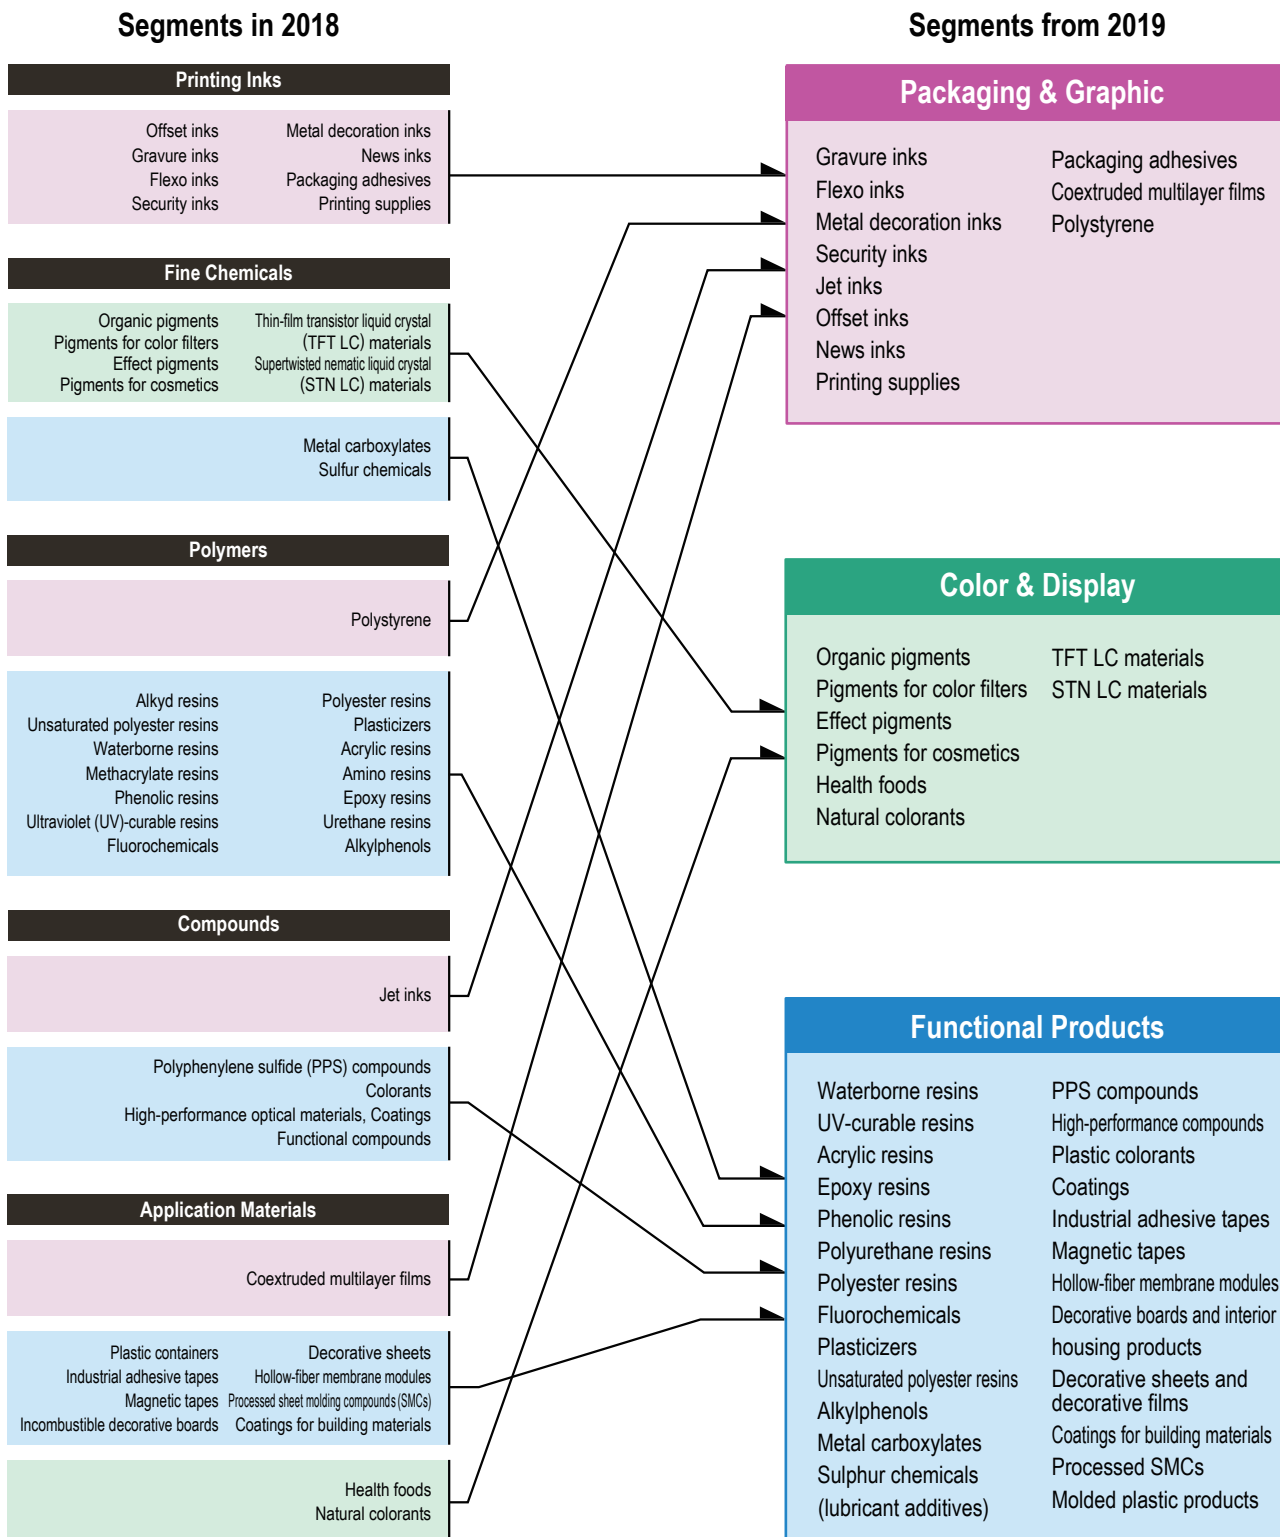 Segments in 2018
Printing Inks
Offset inks
Gravure inks
Flexo inks
Security inks
Metal decoration inks
News inks
Packaging adhesives
Printing supplies
Fine Chemicals
Organic pigments
Pigments for color filters
Effect pigments
Pigments for cosmetics
Thin-film transistor liquid crystal
(TFT LC) materials
Supertwisted nematic liquid crystal
(STN LC) materials
Metal carboxylates
Sulfur chemicals
Polymers
Polystyrene
Alkyd resins
Unsaturated polyester resins
Waterborne resins
Methacrylate resins
Phenolic resins
Ultraviolet (UV)-curable resins
Fluorochemicals
Polyester resins
Plasticizers
Acrylic resins
Amino resins
Epoxy resins
Urethane resins
Alkylphenols
Compounds
Jet inks
Polyphenylene sulfide (PPS) compounds
Colorants
High-performance optical materials, Coatings
Functional compounds
Application Materials
Coextruded multilayer films
Plastic containers
Industrial adhesive tapes
Magnetic tapes
Incombustible decorative boards
Decorative sheets
Hollow-fiber membrane modules
Processed sheet molding compounds (SMCs)
Coatings for building materials
Health foods
Natural colorants
Segments from 2019
Packaging & Graphic
Gravure inks
Flexo inks
Metal decoration inks
Security inks
Jet inks
Offset inks
News inks
Printing supplies
Packaging adhesives
Coextruded multilayer films
Polystyrene
Color & Display
Organic pigments
Pigments for color filters
Effect pigments
Pigments for cosmetics
Health foods
Natural colorants
TFT LC materials
STN LC materials
Functional Products
Waterborne resins
UV-curable resins
Acrylic resins
Epoxy resins
Phenolic resins
Polyurethane resins
Polyester resins
Fluorochemicals
Plasticizers
Unsaturated polyester resins
Alkylphenols
Metal carboxylates
Sulphur chemicals
(lubricant additives)
PPS compounds
High-performance compounds
Plastic colorants
Coatings
Industrial adhesive tapes
Magnetic tapes
Hollow-fiber membrane modules
Decorative boards and interior
housing products
Decorative sheets and
decorative films
Coatings for building materials
Processed SMCs
Molded plastic products